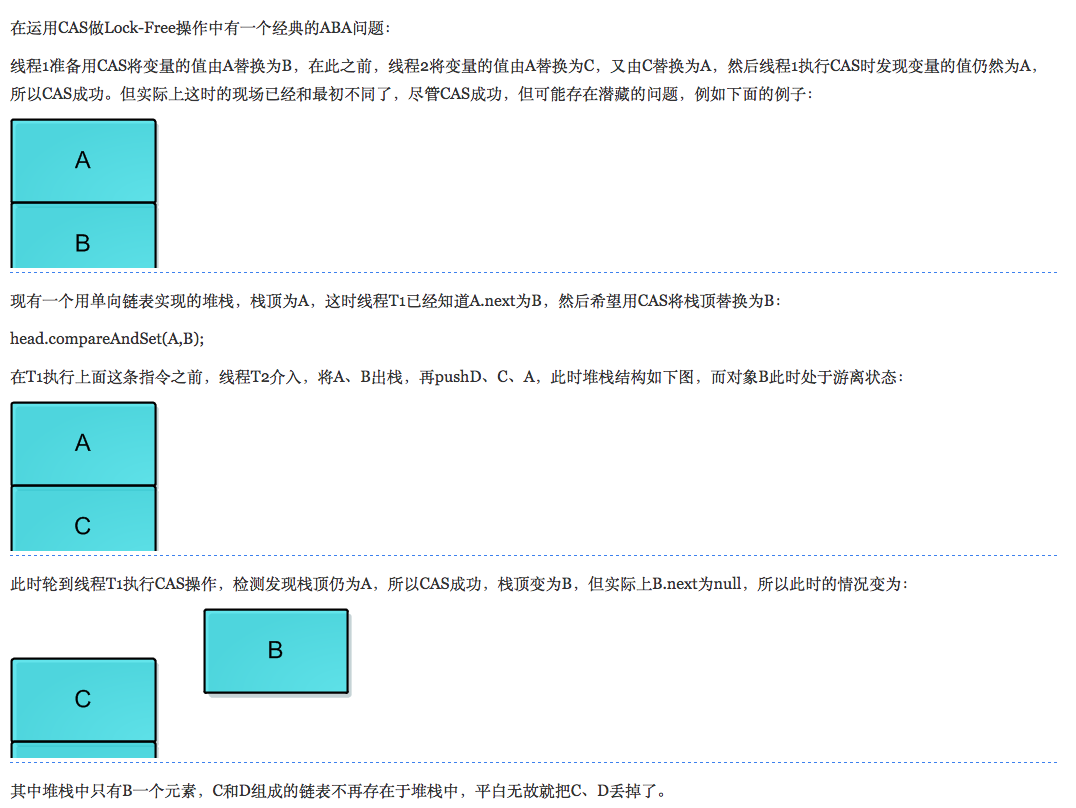 在运用CAS做Lock-Free操作中有一个经典的ABA问题：
线程1准备用CAS将变量的值由A替换为B，在此之前，线程2将变量的值由A替换为C，又由C替换为A，然后线程1执行CAS时发现变量的值仍然为A，
所以CAS成功。但实际上这时的现场已经和最初不同了，尽管CAS成功，但可能存在潜藏的问题，例如下面的例子：
A
B
现有一个用单向链表实现的堆栈，栈顶为A，这时线程T1已经知道A.next为B，然后希望用CAS将栈顶替换为B：
head.compareAndSet(A,B);
在T1执行上面这条指令之前，线程T2介入，将A、B出栈，再pushD、C、A，此时堆栈结构如下图，而对象B此时处于游离状态：
A
C
此时轮到线程T1执行CAS操作，检测发现栈顶仍为A，所以CAS成功，栈顶变为B，但实际上B.next为null，所以此时的情况变为：
B
C
其中堆栈中只有B一个元素，C和D组成的链表不再存在于堆栈中，平白无故就把C、D丢掉了。